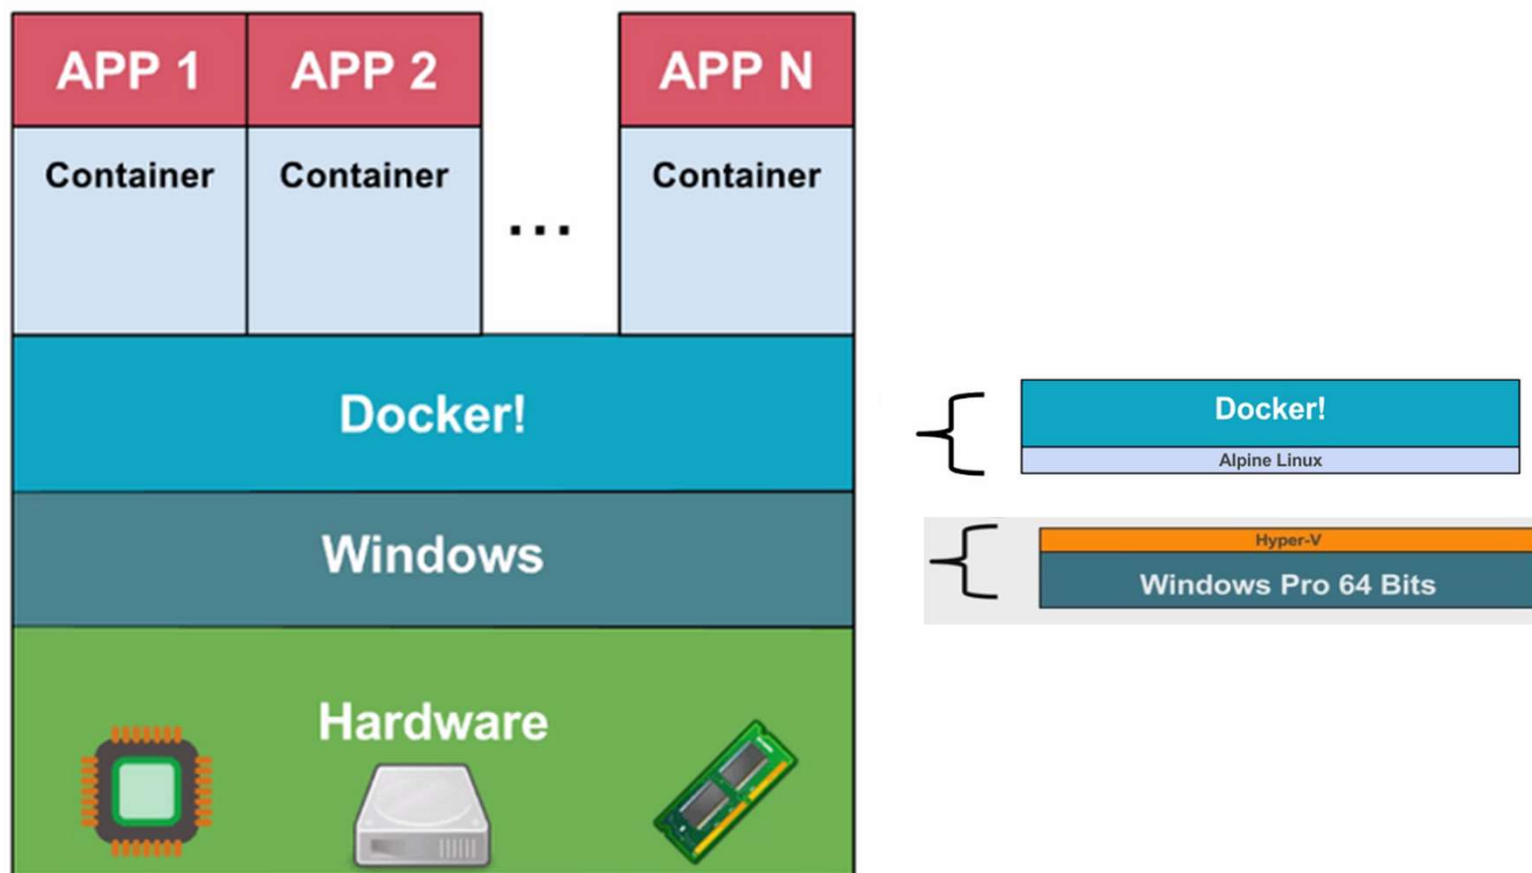 APP 1
APP 2
APP N
Container
Container
...
Container
Docker!
Windows
Hardware
Docker!
Alpine Linux
Hyper-V
Windows Pro 64 Bits